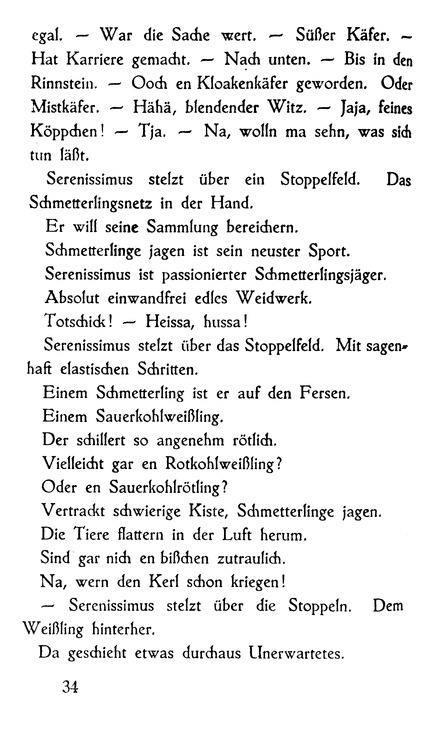 egal. — War die Sache wert. — Süßer Käfer. —
Hat Karriere gemacht. — Nach unten. — Bis in den
Rinnstein. — Ooch en Kloakenkäfer geworden. Oder
Mistkäfer. — Hähä, blendender Witz. — Jaja, feines
Köppchen! — Tja. — Na, wolln ma sehn, was sich
tun läßt.
Serenissimus stelzt über ein Stoppelfeld. Das
Schmetterlingsnetz in der Hand.
Er will seine Sammlung bereichern.
Schmetterlinge jagen ist sein neuster Sport.
Serenissimus ist passionierter Schmetterlingsjäger.
Absolut einwandfrei edles Weidwerk.
Totschick! — Heissa, hussa!
Serenissimus stelzt über das Stoppelfeld. Mit sagen-
haft elastischen Schritten.
Einem Schmetterling ist er auf den Fersen.
Einem Sauerkohlweißling.
Der schillert so angenehm rötlich.
Vielleicht gar en Rotkohlweißling?
Oder en Sauerkohlrötling?
Vertrackt schwierige Kiste, Schmetterlinge jagen.
Die Tiere flattern in der Luft herum.
Sind gar nich en bißchen zutraulich.
Na, wern den Kerl schon kriegen!
— Serenissimus stelzt über die Stoppeln. Dem
Weißling hinterher.
Da geschieht etwas durchaus Unerwartetes.
34